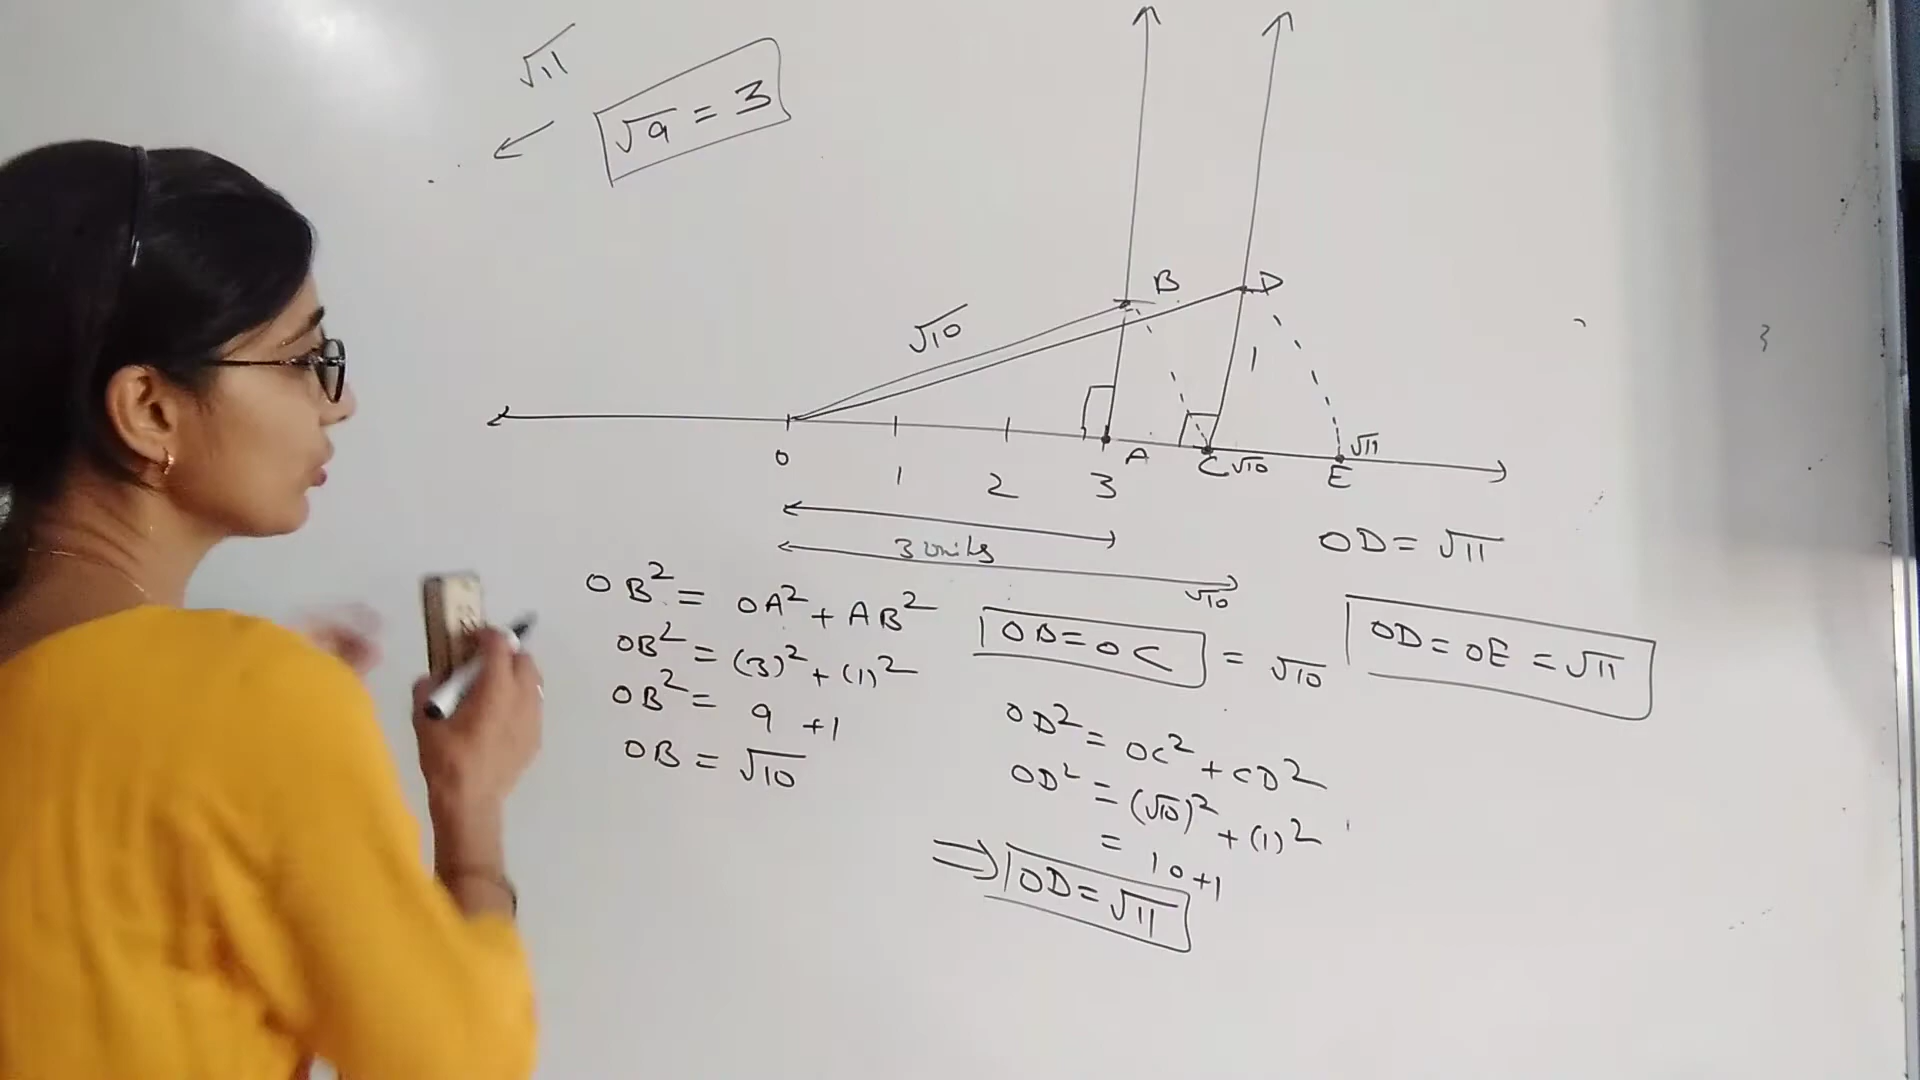 √11
√9 = 3
B
D
√10
1
√11
0
1
2
3
A
C √10
E
3 units
√10
OD = √11
OB² = OA² + AB²
OB² = (3)² + (1)²
OB² = 9 + 1
OB = √10
OB = OC = √10
OD = OE = √11
OD² = OC² + CD²
OD² = (√10)² + (1)²
= 10 + 1
⇒ OD = √11